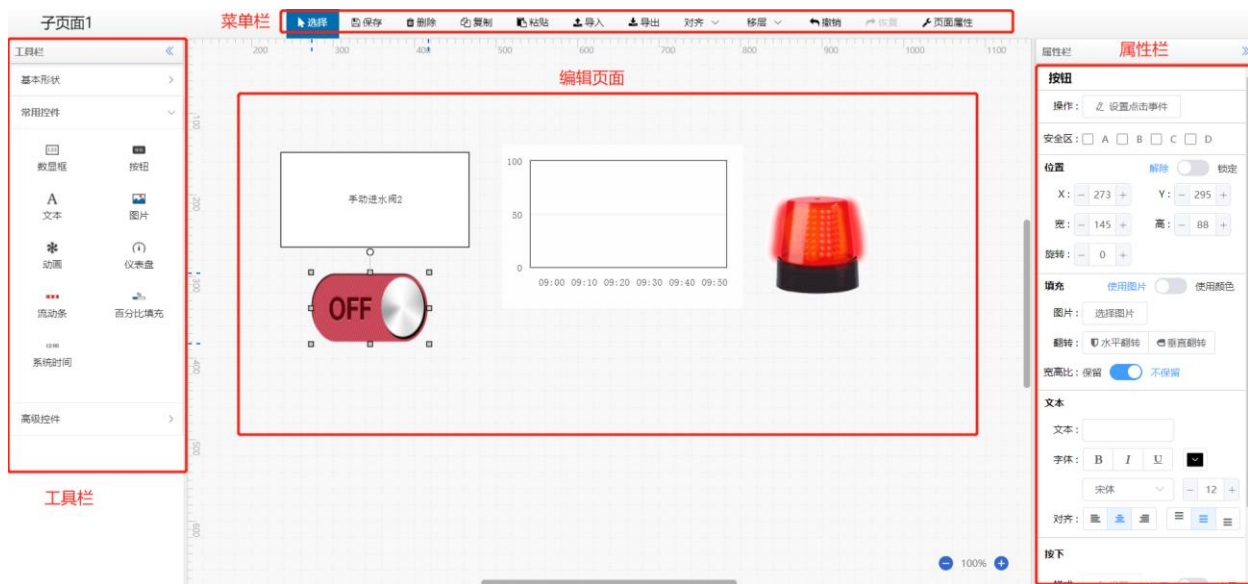 子页面1
菜单栏
选择 保存 删除 复制 粘贴 导入 导出 对齐 移层 撤销 恢复 页面属性
工具栏
基本形状
常用控件
数显框 按钮
文本 图片
动画 仪表盘
流动条 百分比填充
系统时间
高级控件
工具栏
200 300 400 500 600 700 800 900 1000 1100
100
200
300
400
500
600
编辑页面
手动进水阀2
OFF
100
50
0
09:00 09:10 09:20 09:30 09:40 09:50
100%
属性栏 属性栏
按钮
操作: 设置点击事件
安全区: A B C D
位置 解除 锁定
X: - 273 + Y: - 295 +
宽: - 145 + 高: - 88 +
旋转: - 0 +
填充 使用图片 使用颜色
图片: 选择图片
翻转: 水平翻转 垂直翻转
宽高比: 保留 不保留
文本
文本:
字体: B I U
宋体 - 12 +
对齐:
按下